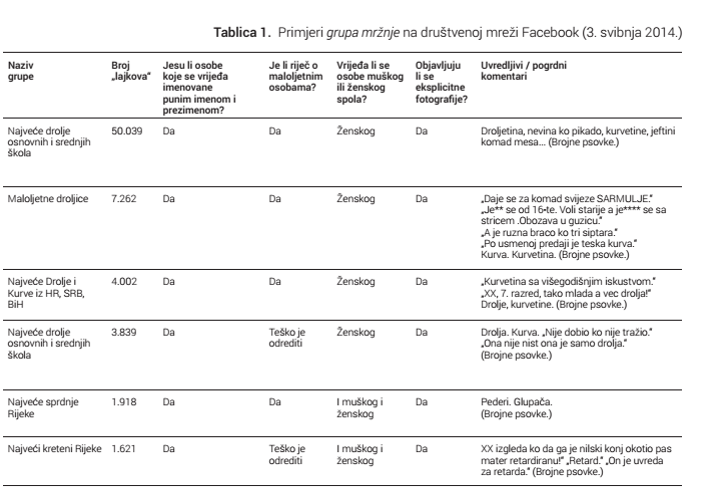 Tablica 1. Primjeri grupa mržnje na društvenoj mreži Facebook (3. svibnja 2014.)
Naziv grupe
Broj „lajkova“
Jesu li osobe koje se vrijeđa imenovane punim imenom i prezimenom?
Je li riječ o maloljetnim osobama?
Vrijeđa li se osobe muškog ili ženskog spola?
Objavljuju li se eksplicitne fotografije?
Uvredljivi / pogrdni komentari
Najveće drolje osnovnih i srednjih škola
50.039
Da
Da
Ženskog
Da
Droljetina, nevina ko pikado, kurvetine, jeftini
komad mesa... (Brojne psovke.)
Maloljetne droljice
7.262
Da
Da
Ženskog
Da
„Daje se za komad svijeze SARMULJE.“
„Je** se od 16-te. Voli starije a je**** se sa
stricem .Obozava u guzicu.“
„A je ruzna braco ko tri siptara.“
„Po usmenoj predaji je teska kurva.“
Kurva. Kurvetina. (Brojne psovke.)
Najveće Drolje i Kurve iz HR, SRB, BiH
4.002
Da
Da
Ženskog
Da
„Kurvetina sa višegodišnjim iskustvom.“
„XX, 7. razred, tako mlada a vec drolja!“
Drolje, kurvetine. (Brojne psovke.)
Najveće drolje osnovnih i srednjih škola
3.839
Da
Teško je odrediti
Ženskog
Da
Drolja. Kurva. „Nije dobio ko nije tražio.“
„Ona nije nist ona je samo drolja.“
(Brojne psovke.)
Najveće sprdnje Rijeke
1.918
Da
Da
I muškog i ženskog
Da
Pederi. Glupača.
(Brojne psovke.)
Najveći kreteni Rijeke
1.621
Da
Teško je odrediti
I muškog i ženskog
Da
XX izgleda ko da ga je nilski konj okotio pas
mater retardiranu!“ „Retard.“ „On je uvreda
za retarda.“ (Brojne psovke.)